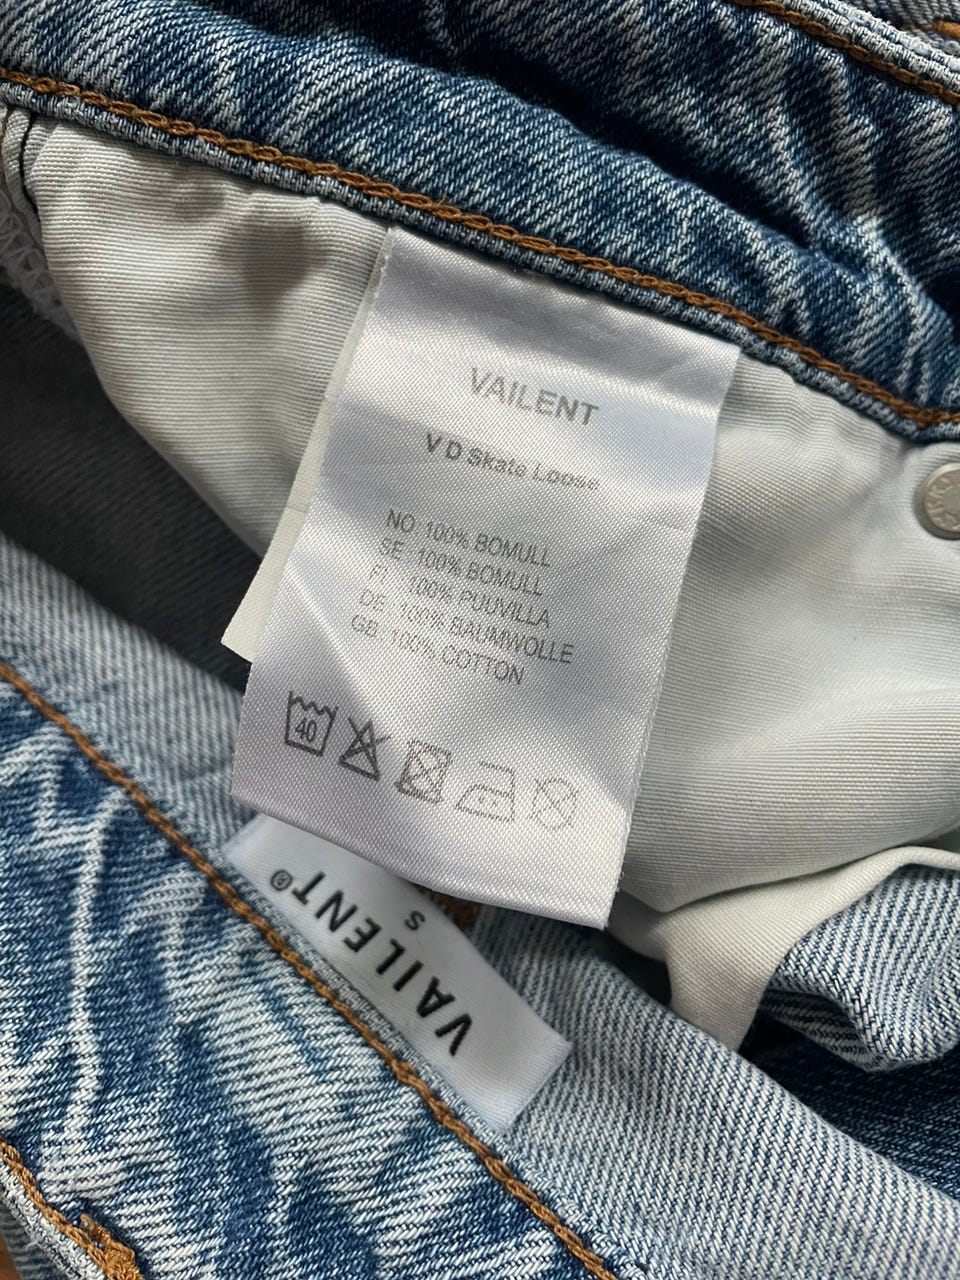 VAILENT
V D Skate Loose
NO: 100% BOMULL
SE: 100% BOMULL
FI: 100% PUUVILLA
DE: 100% BAUMWOLLE
GB: 100% COTTON
40
VAILENT®
S